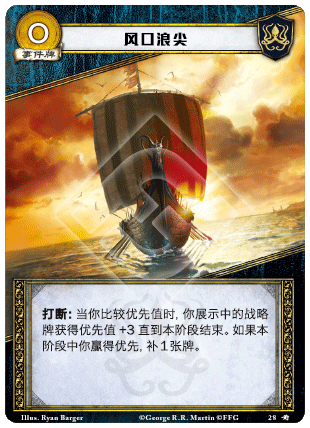 0
风口浪尖
事件牌
打断: 当你比较优先值时, 你展示中的战略
牌获得优先值 +3 直到本阶段结束。如果本
阶段中你赢得优先, 补 1 张牌。
Illus. Ryan Barger
©George R.R. Martin ©FFG
28